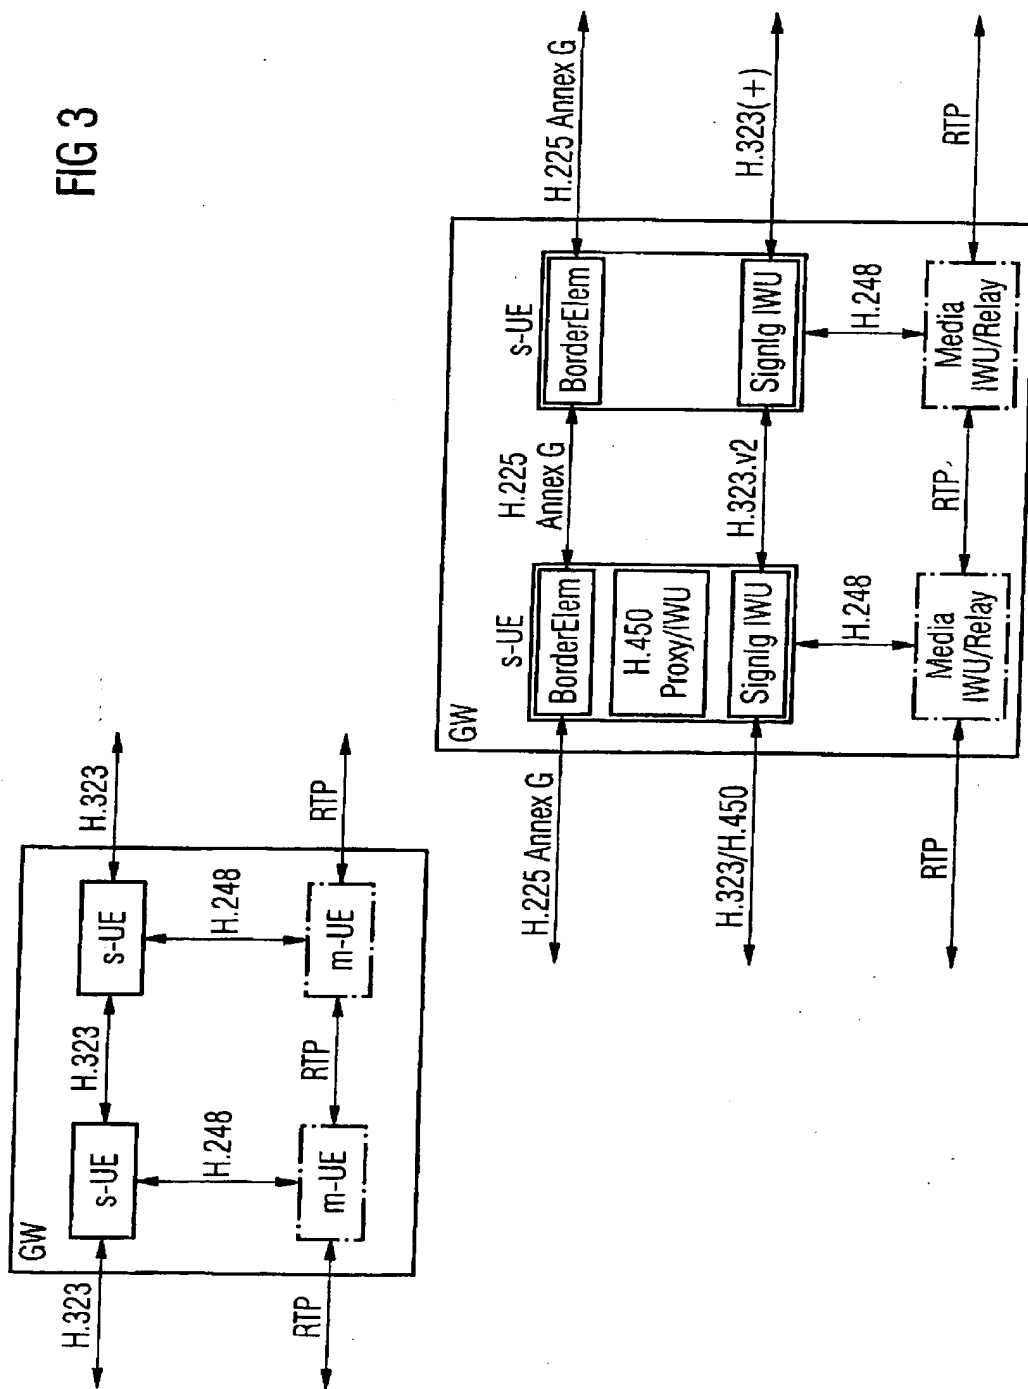 FIG 3
GW
H.323
s-UE
H.323
s-UE
H.323
H.248
H.248
RTP
m-UE
RTP
m-UE
RTP
GW
s-UE
s-UE
H.225 Annex G
BorderElem
H.225
Annex G
BorderElem
H.225 Annex G
H.450
Proxy/IWU
H.323/H.450
Signlg IWU
H.323.v2
Signlg IWU
H.323(+)
H.248
H.248
RTP
Media
IWU/Relay
RTP
Media
IWU/Relay
RTP